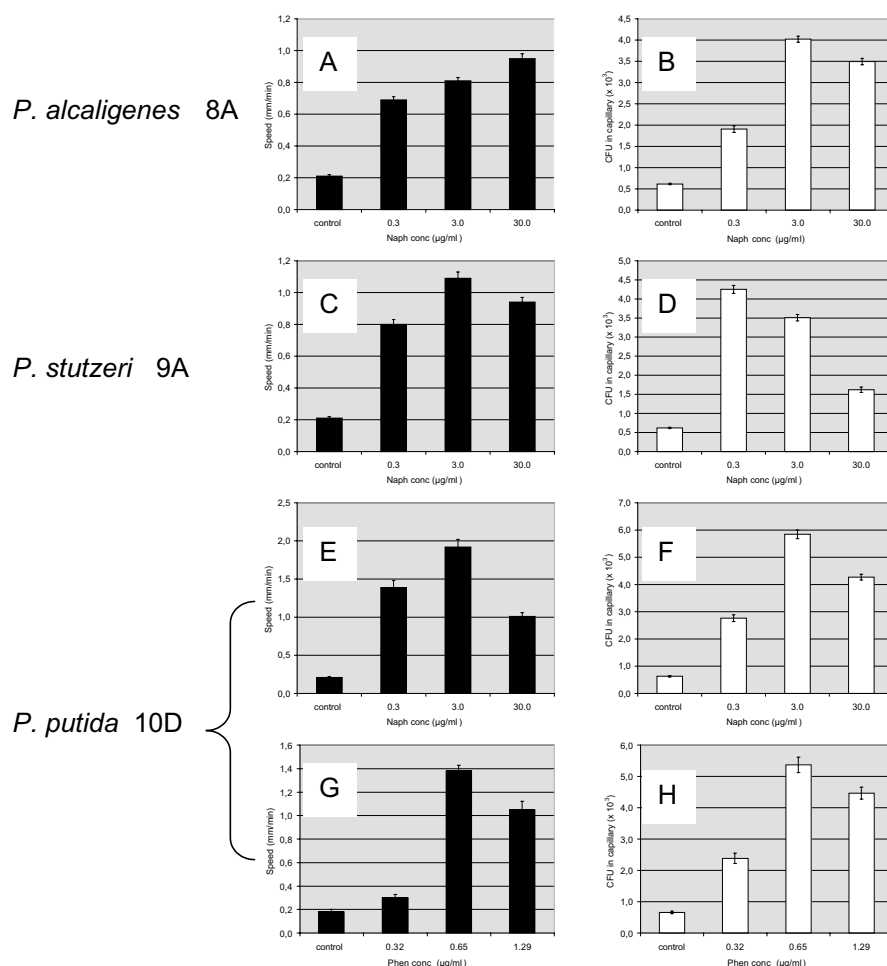 P. alcaligenes 8A
A
Speed (mm/min)
1,2
1,0
0,8
0,6
0,4
0,2
0,0
control 0.3 3.0 30.0
Naph conc (µg/ml)
B
CFU in capillary (x 10³)
4,5
4,0
3,5
3,0
2,5
2,0
1,5
1,0
0,5
0,0
control 0.3 3.0 30.0
Naph conc (µg/ml)
P. stutzeri 9A
C
Speed (mm/min)
1,2
1,0
0,8
0,6
0,4
0,2
0,0
control 0.3 3.0 30.0
Naph conc (µg/ml)
D
CFU in capillary (x 10³)
5,0
4,5
4,0
3,5
3,0
2,5
2,0
1,5
1,0
0,5
0,0
control 0.3 3.0 30.0
Naph conc (µg/ml)
P. putida 10D
E
Speed (mm/min)
2,5
2,0
1,5
1,0
0,5
0,0
control 0.3 3.0 30.0
Naph conc (µg/ml)
F
CFU in capillary (x 10³)
7,0
6,0
5,0
4,0
3,0
2,0
1,0
0,0
control 0.3 3.0 30.0
Naph conc (µg/ml)
G
Speed (mm/min)
1,6
1,4
1,2
1,0
0,8
0,6
0,4
0,2
0,0
control 0.32 0.65 1.29
Phen conc (µg/ml)
H
CFU in capillary (x 10³)
6,0
5,0
4,0
3,0
2,0
1,0
0,0
control 0.32 0.65 1.29
Phen conc (µg/ml)